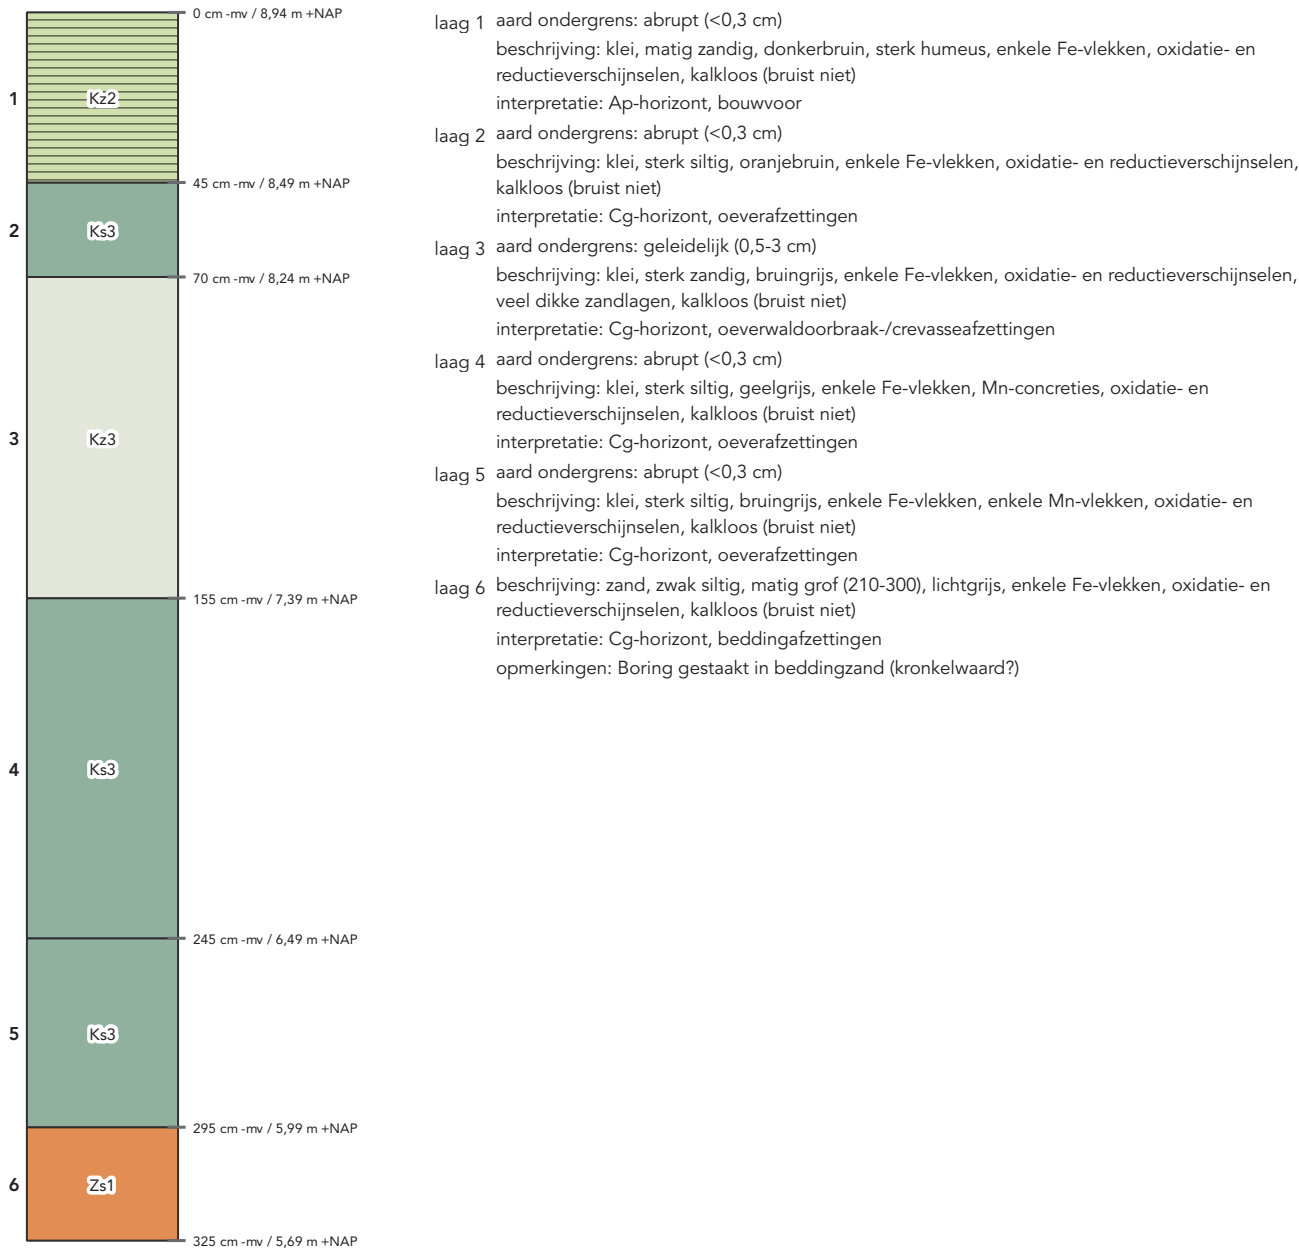 0 cm -mv / 8,94 m +NAP
1
Kz2
45 cm -mv / 8,49 m +NAP
2
Ks3
70 cm -mv / 8,24 m +NAP
3
Kz3
155 cm -mv / 7,39 m +NAP
4
Ks3
245 cm -mv / 6,49 m +NAP
5
Ks3
295 cm -mv / 5,99 m +NAP
6
Zs1
325 cm -mv / 5,69 m +NAP
laag 1 aard ondergrens: abrupt (<0,3 cm)
beschrijving: klei, matig zandig, donkerbruin, sterk humeus, enkele Fe-vlekken, oxidatie- en
reductieverschijnselen, kalkloos (bruist niet)
interpretatie: Ap-horizont, bouwvoor
laag 2 aard ondergrens: abrupt (<0,3 cm)
beschrijving: klei, sterk siltig, oranjebruin, enkele Fe-vlekken, oxidatie- en reductieverschijnselen,
kalkloos (bruist niet)
interpretatie: Cg-horizont, oeverafzettingen
laag 3 aard ondergrens: geleidelijk (0,5-3 cm)
beschrijving: klei, sterk zandig, bruingrijs, enkele Fe-vlekken, oxidatie- en reductieverschijnselen,
veel dikke zandlagen, kalkloos (bruist niet)
interpretatie: Cg-horizont, oeverwaldoorbraak-/crevasseafzettingen
laag 4 aard ondergrens: abrupt (<0,3 cm)
beschrijving: klei, sterk siltig, geelgrijs, enkele Fe-vlekken, Mn-concreties, oxidatie- en
reductieverschijnselen, kalkloos (bruist niet)
interpretatie: Cg-horizont, oeverafzettingen
laag 5 aard ondergrens: abrupt (<0,3 cm)
beschrijving: klei, sterk siltig, bruingrijs, enkele Fe-vlekken, enkele Mn-vlekken, oxidatie- en
reductieverschijnselen, kalkloos (bruist niet)
interpretatie: Cg-horizont, oeverafzettingen
laag 6 beschrijving: zand, zwak siltig, matig grof (210-300), lichtgrijs, enkele Fe-vlekken, oxidatie- en
reductieverschijnselen, kalkloos (bruist niet)
interpretatie: Cg-horizont, beddingafzettingen
opmerkingen: Boring gestaakt in beddingzand (kronkelwaard?)